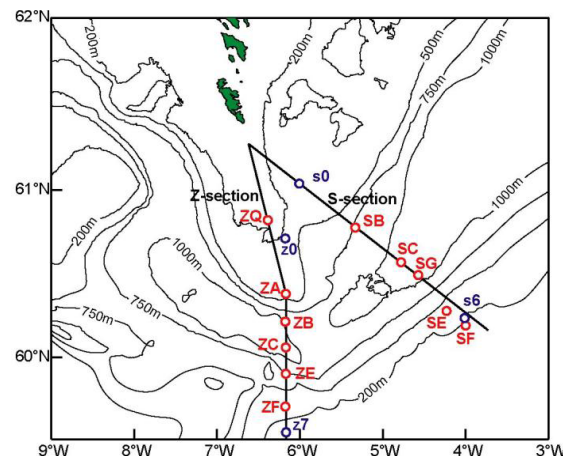 62°N
200m
200m
500m
1000m
750m
61°N
Z-section
S-section
s0
ZQ
SB
z0
200m
1000m
1000m
SC
SG
ZA
750m
s6
ZB
SE
SF
750m
60°N
ZC
ZE
200m
ZF
z7
9°W
8°W
7°W
6°W
5°W
4°W
3°W